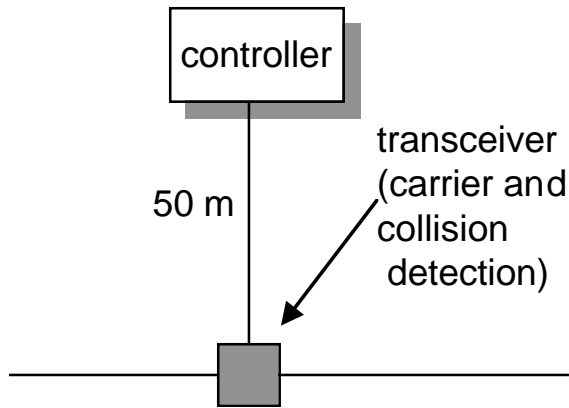 controller
50 m
transceiver
(carrier and
collision
detection)